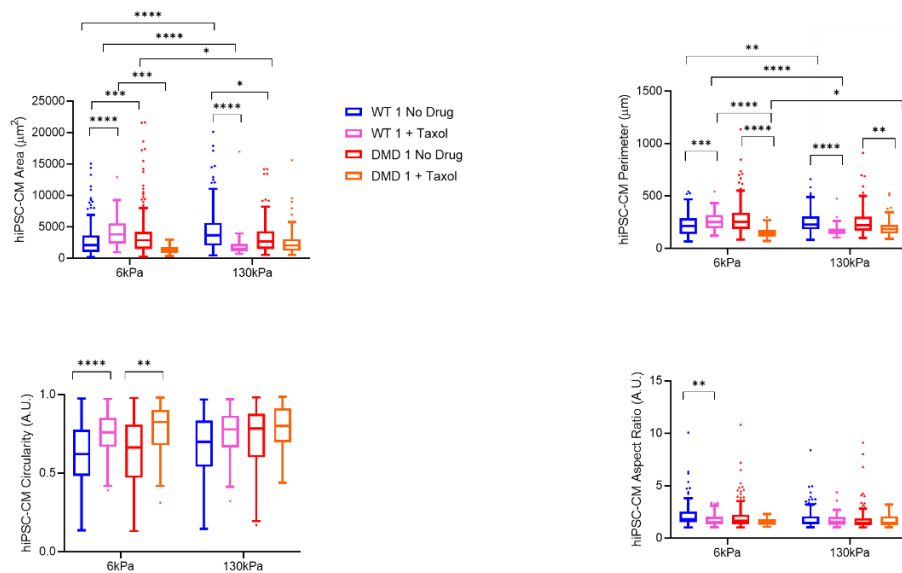 **** **
**** ****
* *
*** ****
*** * *** **** **** **
**** ****
hiPSC-CM Area (μm²)
25000
20000
15000
10000
5000
0
6kPa 130kPa
WT 1 No Drug
WT 1 + Taxol
DMD 1 No Drug
DMD 1 + Taxol
hiPSC-CM Perimeter (μm)
1500
1000
500
0
6kPa 130kPa
**** **
hiPSC-CM Circularity (A.U.)
1.0
0.5
0.0
6kPa 130kPa
**
hiPSC-CM Aspect Ratio (A.U.)
15
10
5
0
6kPa 130kPa